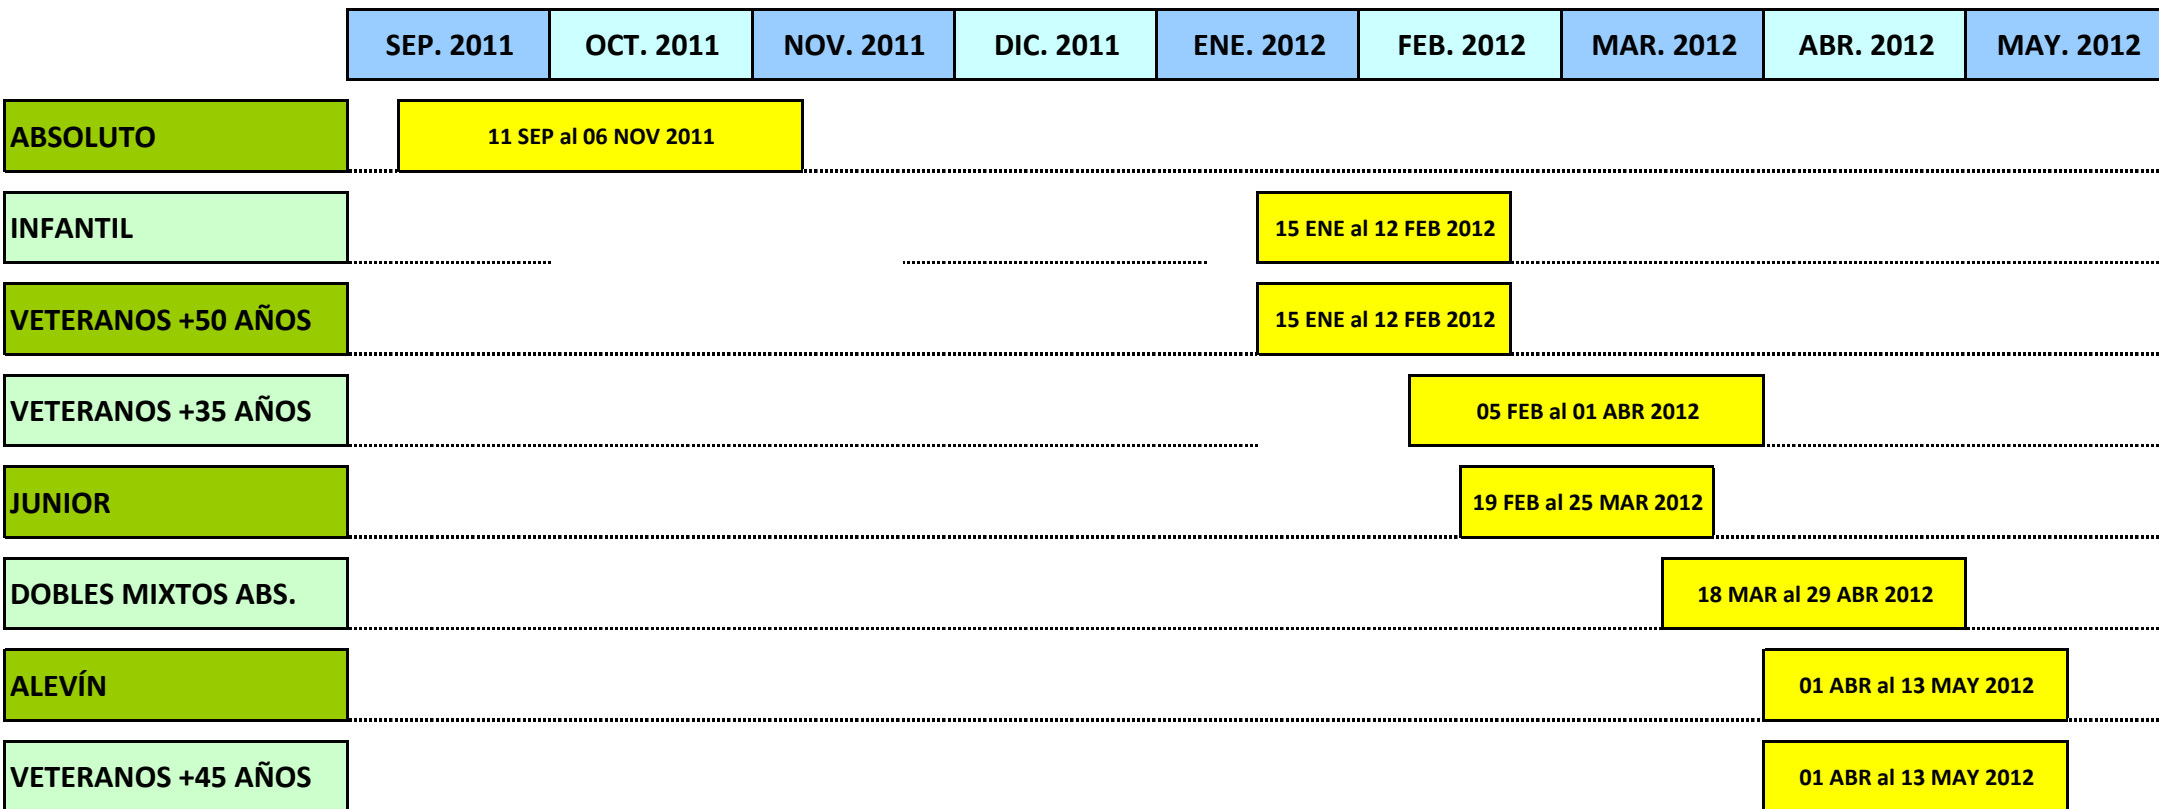 SEP. 2011 OCT. 2011 NOV. 2011 DIC. 2011 ENE. 2012 FEB. 2012 MAR. 2012 ABR. 2012 MAY. 2012
ABSOLUTO 11 SEP al 06 NOV 2011
INFANTIL 15 ENE al 12 FEB 2012
VETERANOS +50 AÑOS 15 ENE al 12 FEB 2012
VETERANOS +35 AÑOS 05 FEB al 01 ABR 2012
JUNIOR 19 FEB al 25 MAR 2012
DOBLES MIXTOS ABS. 18 MAR al 29 ABR 2012
ALEVÍN 01 ABR al 13 MAY 2012
VETERANOS +45 AÑOS 01 ABR al 13 MAY 2012